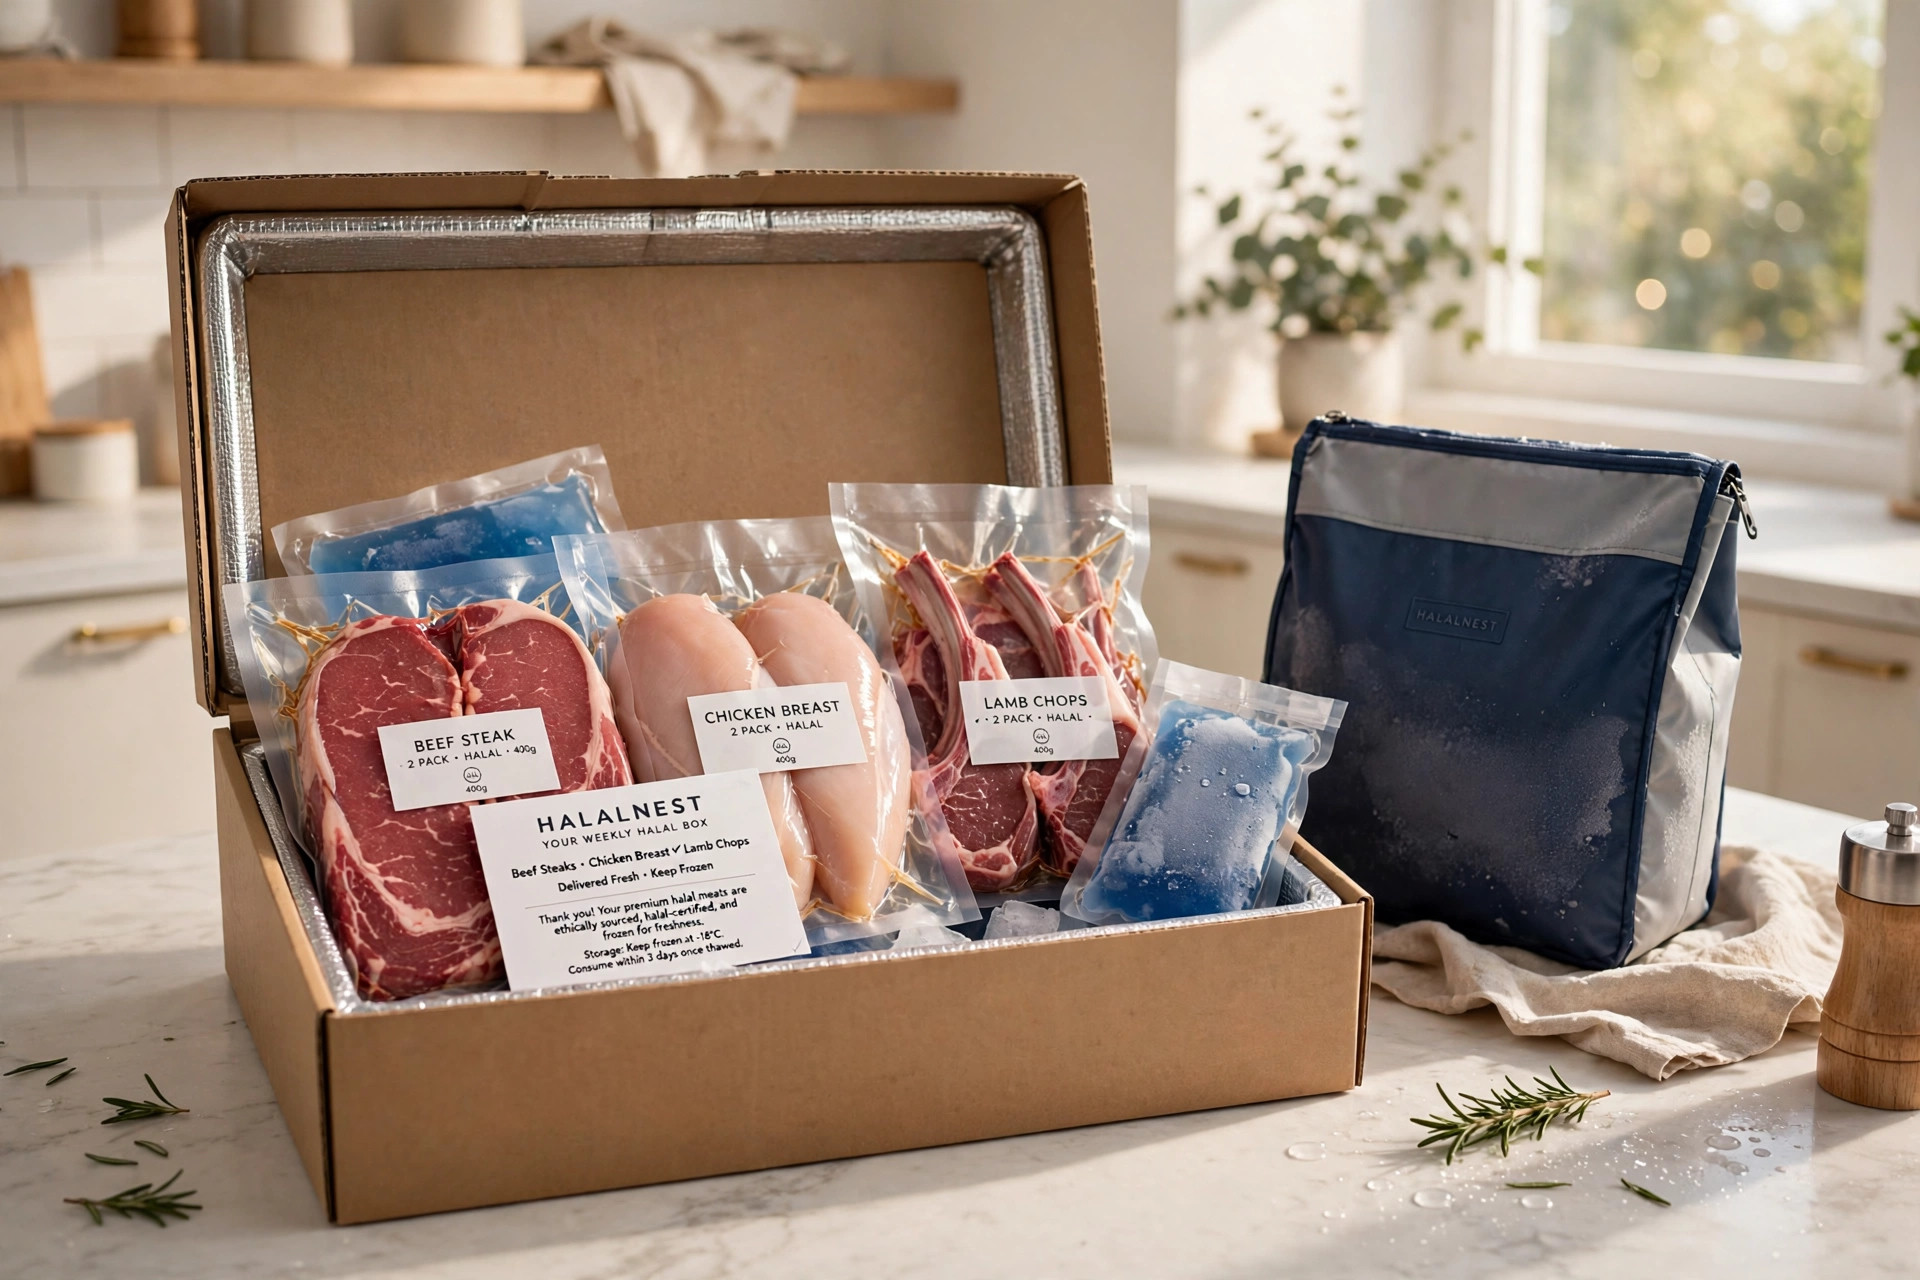 BEEF STEAK
· 2 PACK · HALAL · 400g
400g
CHICKEN BREAST
2 PACK · HALAL
400g
LAMB CHOPS
· 2 PACK · HALAL ·
400g
HALALNEST
YOUR WEEKLY HALAL BOX
Beef Steaks · Chicken Breast ✓ Lamb Chops
Delivered Fresh · Keep Frozen
Thank you! Your premium halal meats are
ethically sourced, halal-certified, and
frozen for freshness.
Storage: Keep frozen at -18°C.
Consume within 3 days once thawed.
HALALNEST